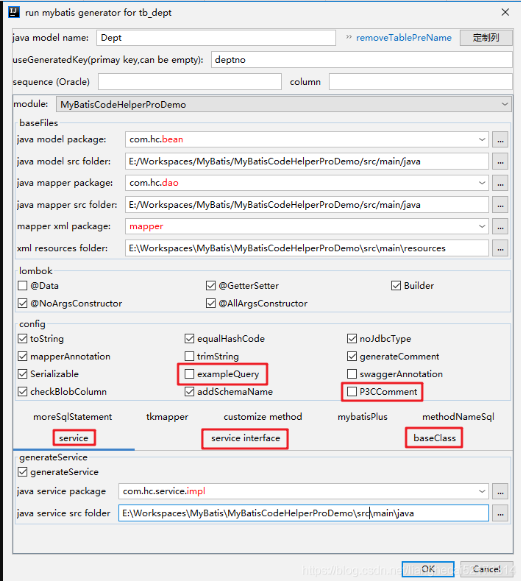 run mybatis generator for tb_dept
java model name: Dept >> removeTablePreName 定制列
useGeneratedKey(primay key,can be empty): deptno
sequence (Oracle) column
module: MyBatisCodeHelperProDemo
baseFiles
java model package: com.hc.bean ...
java model src folder: E:/Workspaces/MyBatis/MyBatisCodeHelperProDemo/src/main/java ...
java mapper package: com.hc.dao ...
java mapper src folder: E:/Workspaces/MyBatis/MyBatisCodeHelperProDemo/src/main/java ...
mapper xml package: mapper ...
xml resources folder: E:\Workspaces\MyBatis\MyBatisCodeHelperProDemo\src\main\resources ...
lombok
@Data @GetterSetter Builder
@NoArgsConstructor @AllArgsConstructor
config
toString equalHashCode noJdbcType
mapperAnnotation trimString generateComment
Serializable exampleQuery swaggerAnnotation
checkBlobColumn addSchemaName P3CComment
moreSqlStatement tkmapper customize method mybatisPlus methodNameSql
service service interface baseClass
generateService
generateService
java service package com.hc.service.impl ...
java service src folder E:\Workspaces\MyBatis\MyBatisCodeHelperProDemo\src\main\java ...
OK Cancel